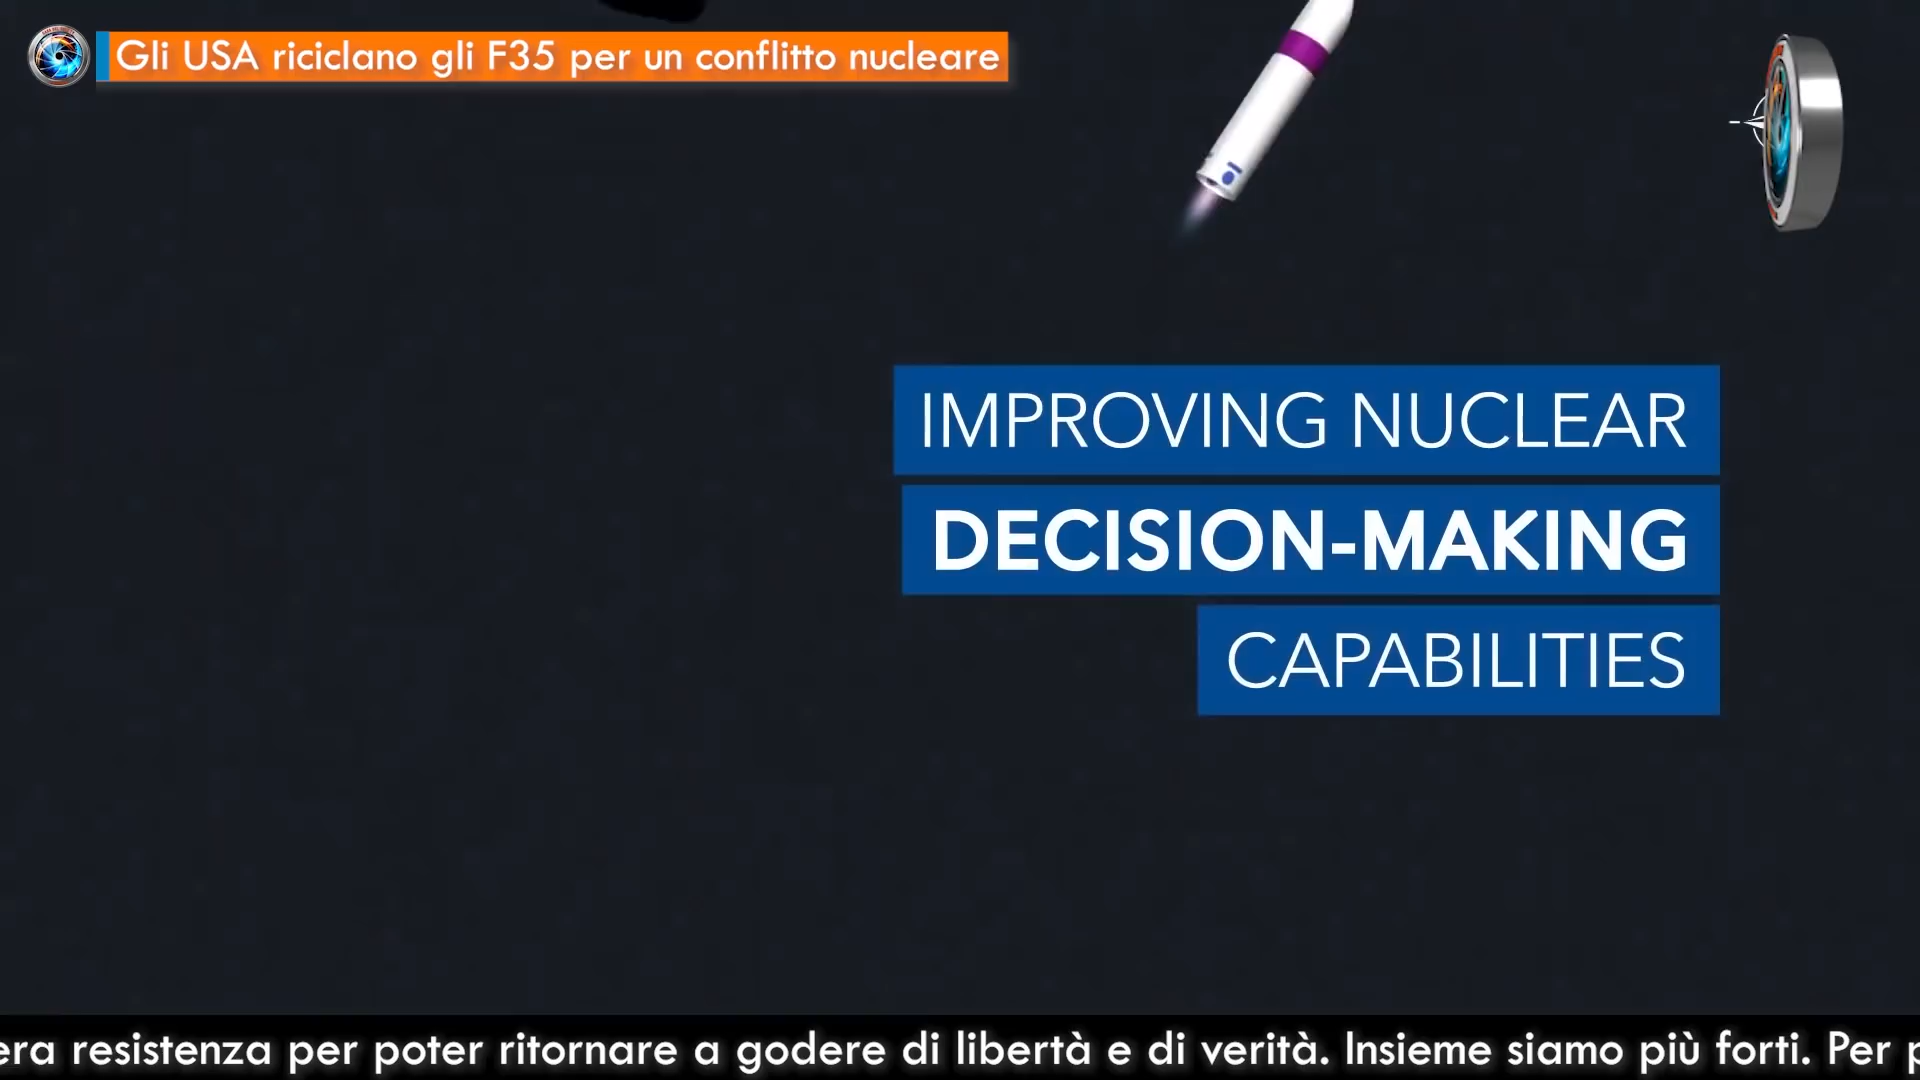 Gli USA riciclano gli F35 per un conflitto nucleare
IMPROVING NUCLEAR
DECISION-MAKING
CAPABILITIES
era resistenza per poter ritornare a godere di libertà e di verità. Insieme siamo più forti. Per p